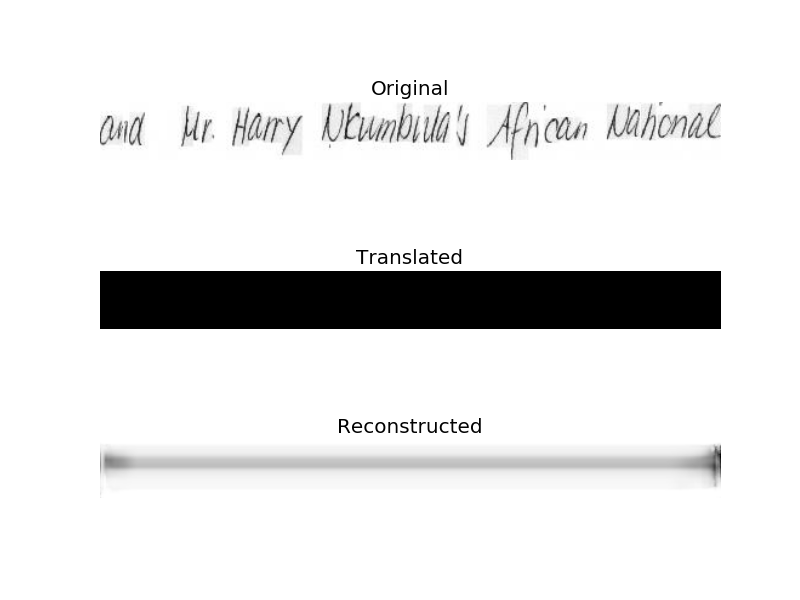 Original
and Mr. Harry Nkumbula's African National
Translated
Reconstructed